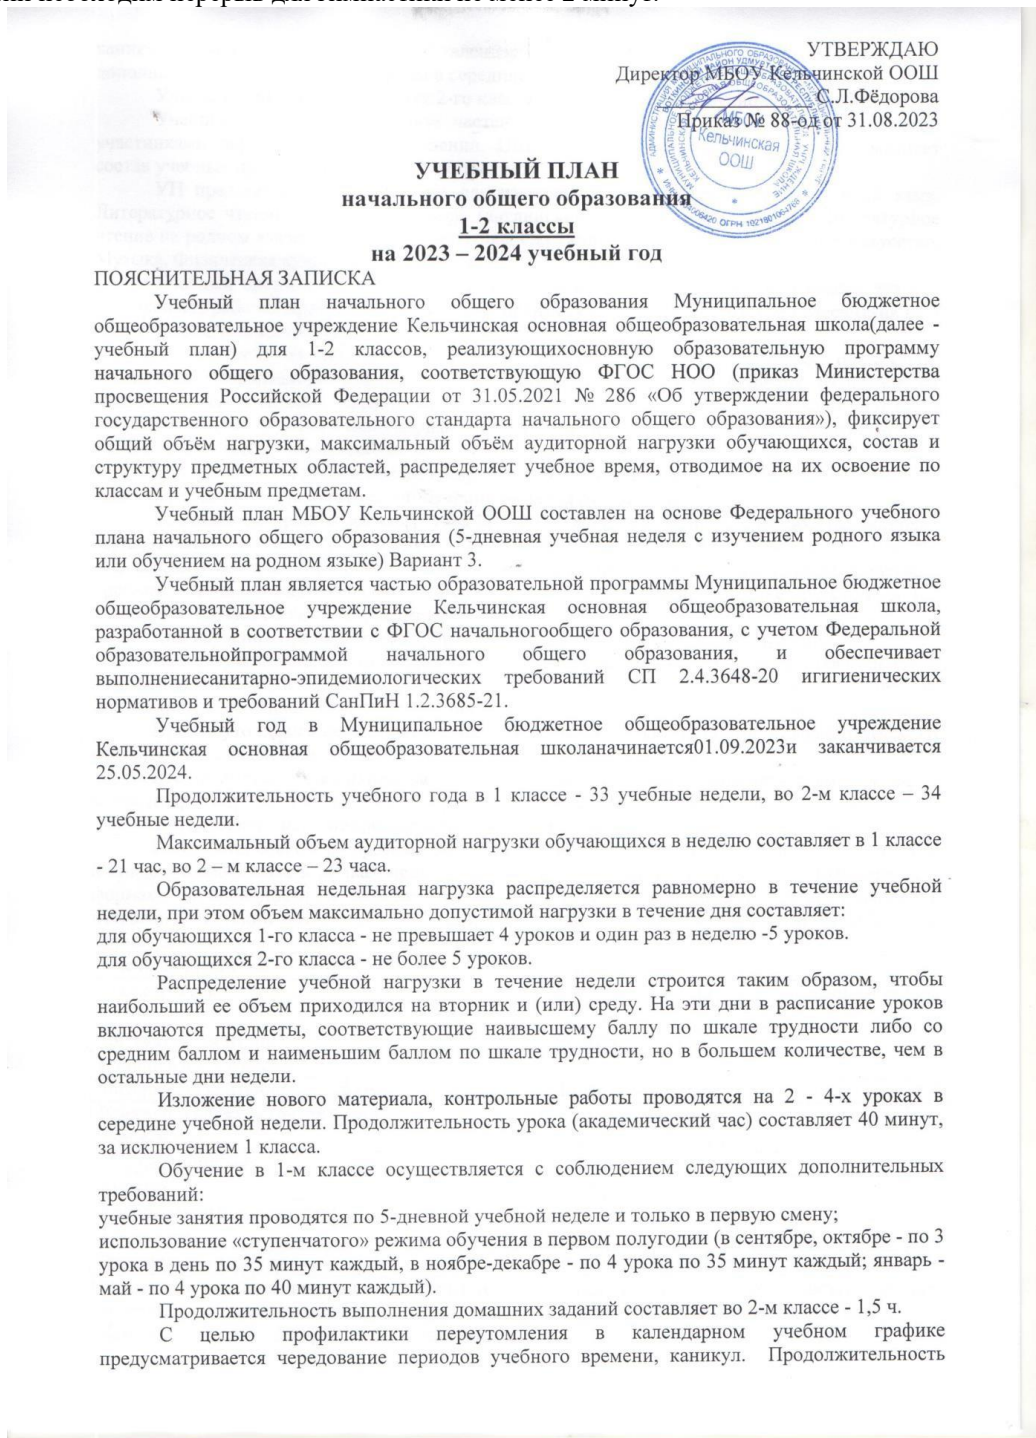 необходим перерыв для гимнастики не менее 2 минут.
УТВЕРЖДАЮ
Директор МБОУ Кельчинской ООШ
С.Л.Фёдорова
Приказ № 88-од от 31.08.2023
МБОУ
Кельчинская
ООШ
УЧЕБНЫЙ ПЛАН
начального общего образования
1-2 классы
на 2023 – 2024 учебный год
ПОЯСНИТЕЛЬНАЯ ЗАПИСКА
Учебный план начального общего образования Муниципальное бюджетное
общеобразовательное учреждение Кельчинская основная общеобразовательная школа(далее -
учебный план) для 1-2 классов, реализующихосновную образовательную программу
начального общего образования, соответствующую ФГОС НОО (приказ Министерства
просвещения Российской Федерации от 31.05.2021 № 286 «Об утверждении федерального
государственного образовательного стандарта начального общего образования»), фиксирует
общий объём нагрузки, максимальный объём аудиторной нагрузки обучающихся, состав и
структуру предметных областей, распределяет учебное время, отводимое на их освоение по
классам и учебным предметам.
Учебный план МБОУ Кельчинской ООШ составлен на основе Федерального учебного
плана начального общего образования (5-дневная учебная неделя с изучением родного языка
или обучением на родном языке) Вариант 3.
Учебный план является частью образовательной программы Муниципальное бюджетное
общеобразовательное учреждение Кельчинская основная общеобразовательная школа,
разработанной в соответствии с ФГОС начальногообщего образования, с учетом Федеральной
образовательнойпрограммой начального общего образования, и обеспечивает
выполнениесанитарно-эпидемиологических требований СП 2.4.3648-20 игигиенических
нормативов и требований СанПиН 1.2.3685-21.
Учебный год в Муниципальное бюджетное общеобразовательное учреждение
Кельчинская основная общеобразовательная школаначинается01.09.2023и заканчивается
25.05.2024.
Продолжительность учебного года в 1 классе - 33 учебные недели, во 2-м классе – 34
учебные недели.
Максимальный объем аудиторной нагрузки обучающихся в неделю составляет в 1 классе
- 21 час, во 2 – м классе – 23 часа.
Образовательная недельная нагрузка распределяется равномерно в течение учебной
недели, при этом объем максимально допустимой нагрузки в течение дня составляет:
для обучающихся 1-го класса - не превышает 4 уроков и один раз в неделю -5 уроков.
для обучающихся 2-го класса - не более 5 уроков.
Распределение учебной нагрузки в течение недели строится таким образом, чтобы
наибольший ее объем приходился на вторник и (или) среду. На эти дни в расписание уроков
включаются предметы, соответствующие наивысшему баллу по шкале трудности либо со
средним баллом и наименьшим баллом по шкале трудности, но в большем количестве, чем в
остальные дни недели.
Изложение нового материала, контрольные работы проводятся на 2 - 4-х уроках в
середине учебной недели. Продолжительность урока (академический час) составляет 40 минут,
за исключением 1 класса.
Обучение в 1-м классе осуществляется с соблюдением следующих дополнительных
требований:
учебные занятия проводятся по 5-дневной учебной неделе и только в первую смену;
использование «ступенчатого» режима обучения в первом полугодии (в сентябре, октябре - по 3
урока в день по 35 минут каждый, в ноябре-декабре - по 4 урока по 35 минут каждый; январь -
май - по 4 урока по 40 минут каждый).
Продолжительность выполнения домашних заданий составляет во 2-м классе - 1,5 ч.
С целью профилактики переутомления в календарном учебном графике
предусматривается чередование периодов учебного времени, каникул. Продолжительность